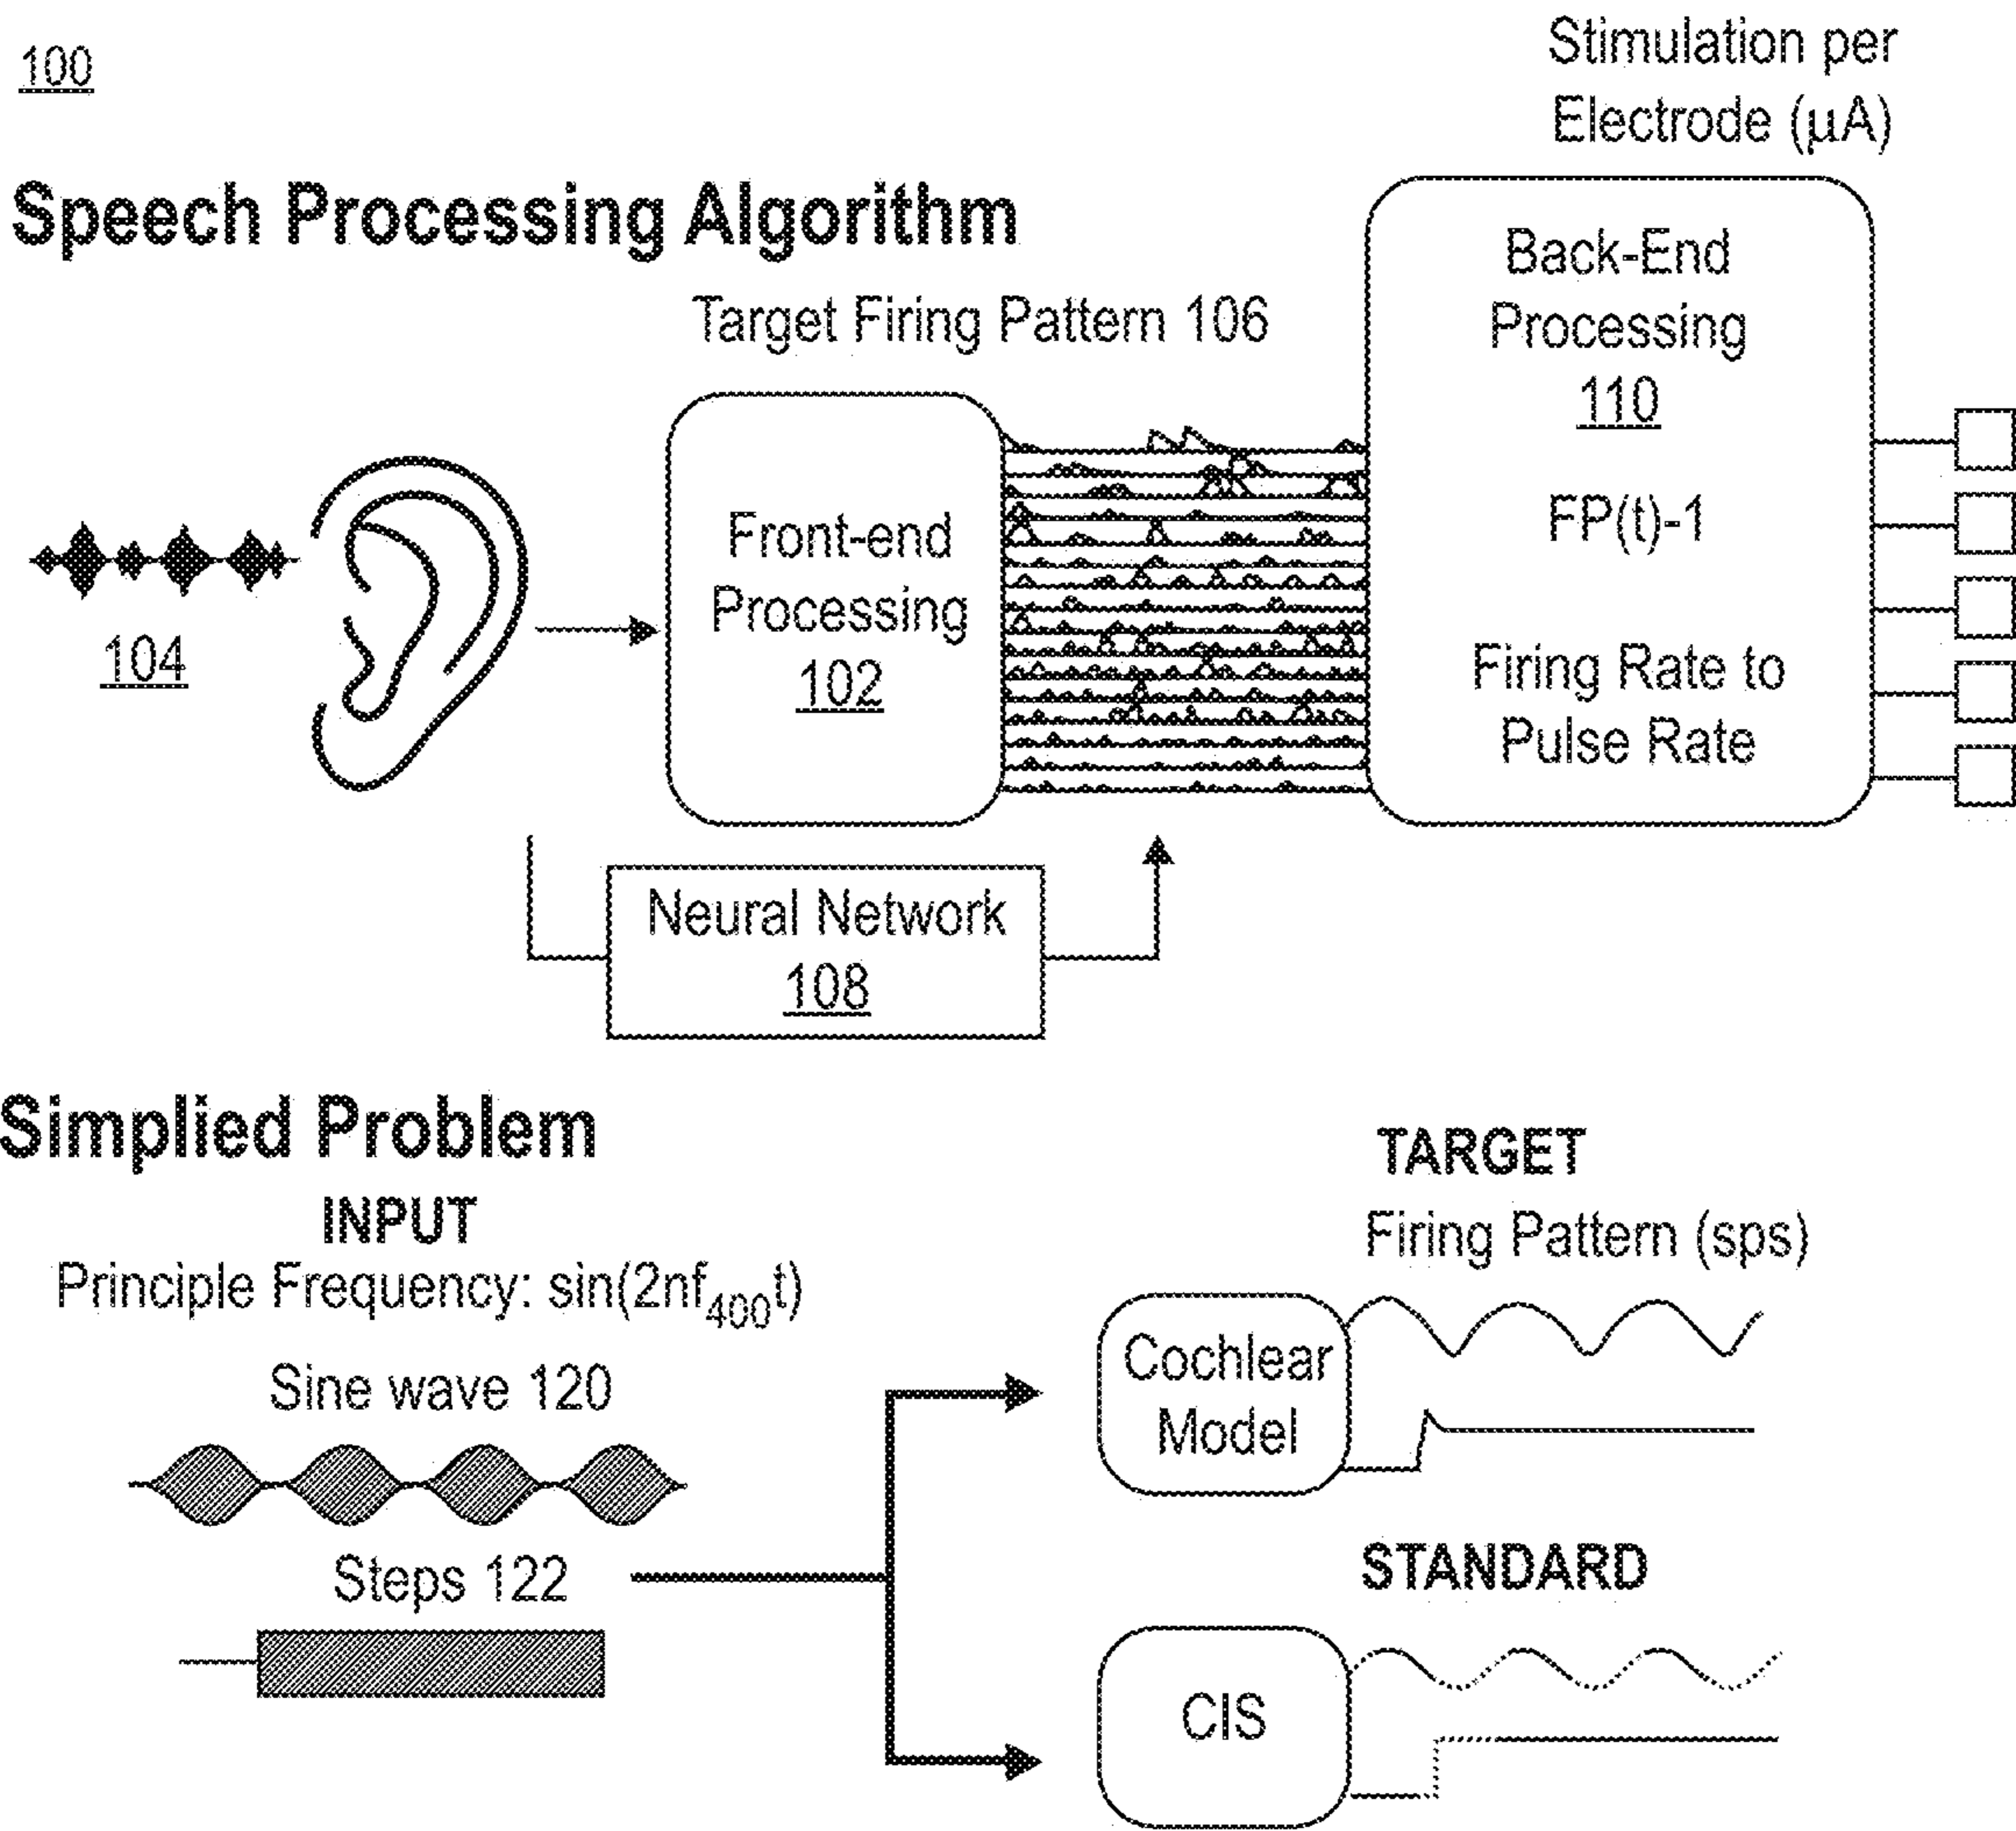 100
Stimulation per
Electrode (µA)
Speech Processing Algorithm
Target Firing Pattern 106
Back-End
Processing
110
FP(t)-1
Firing Rate to
Pulse Rate
Front-end
Processing
102
104
Neural Network
108
Simplied Problem
INPUT
Principle Frequency: sin(2nf₄₀₀t)
Sine wave 120
Steps 122
TARGET
Firing Pattern (sps)
Cochlear
Model
STANDARD
CIS